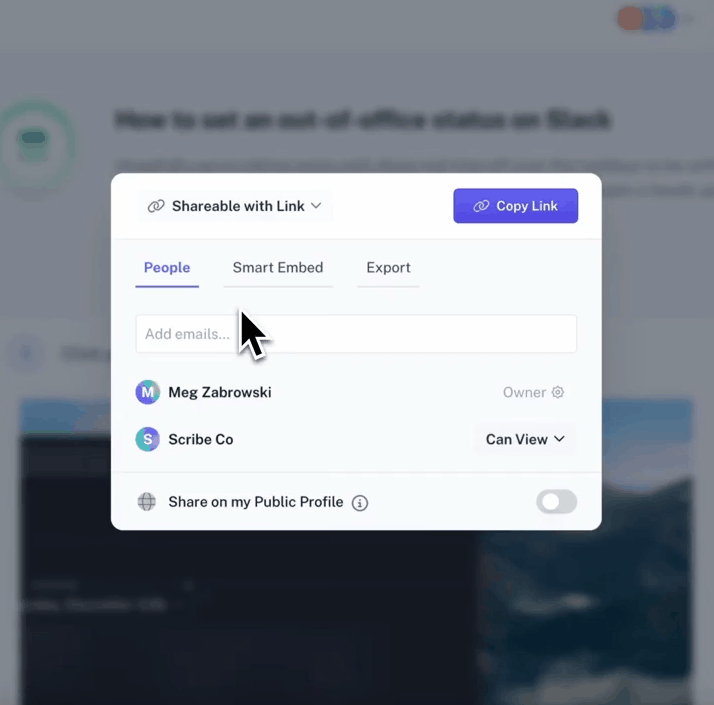 How to set an out-of-office status on Slack
Shareable with Link
Copy Link
People
Smart Embed
Export
Add emails...
M
Meg Zabrowski
Owner
S
Scribe Co
Can View
Share on my Public Profile